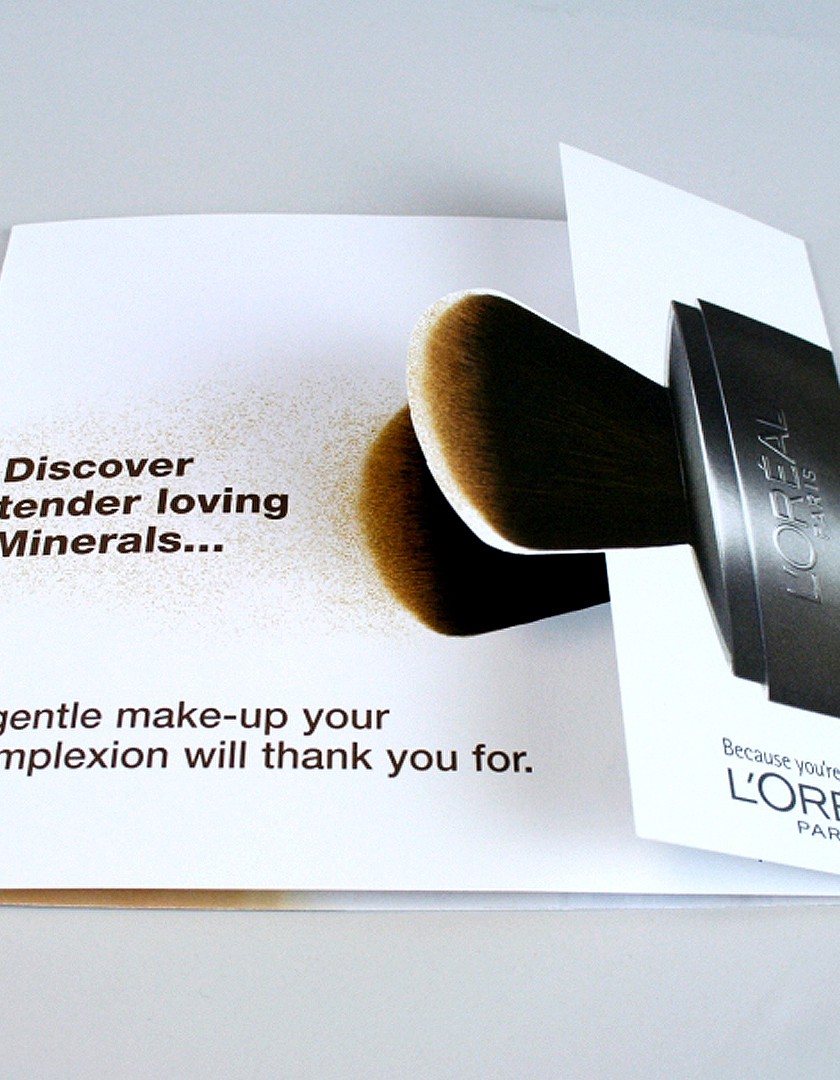 Discover
tender loving
Minerals...
gentle make-up your
mplexion will thank you for.
L'ORÉAL
PARIS
Because you're
L'ORÉ
PAR